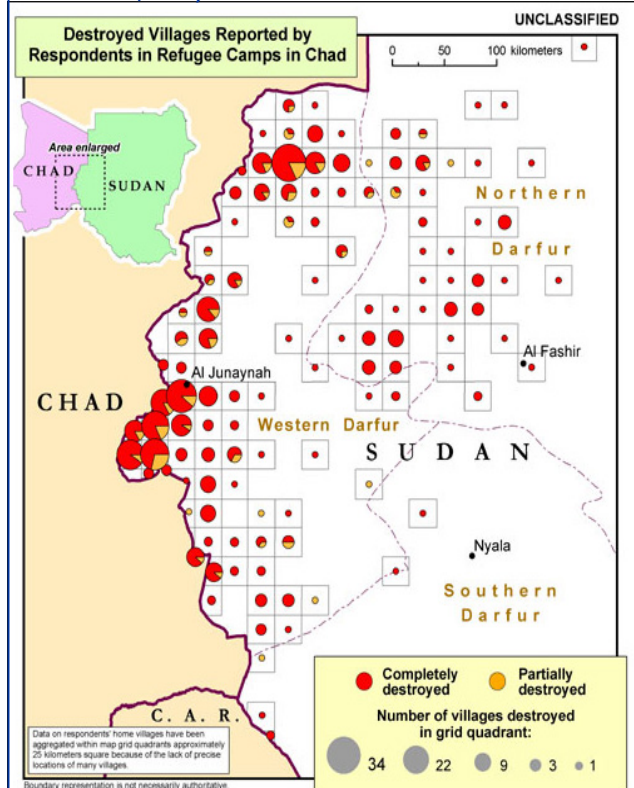 UNCLASSIFIED
Destroyed Villages Reported by
Respondents in Refugee Camps in Chad
0 50 100 kilometers
Area enlarged
CHAD
SUDAN
Northern
Darfur
Al Fashir
Al Junaynah
CHAD
Western Darfur
SUDAN
Nyala
Southern
Darfur
C. A. R.
Completely
destroyed
Partially
destroyed
Number of villages destroyed
in grid quadrant:
34 22 9 3 1
Data on respondents' home villages have been
aggregated within map grid quadrants approximately
25 kilometers square because of the lack of precise
locations of many villages.
Boundary representation is not necessarily authoritative.